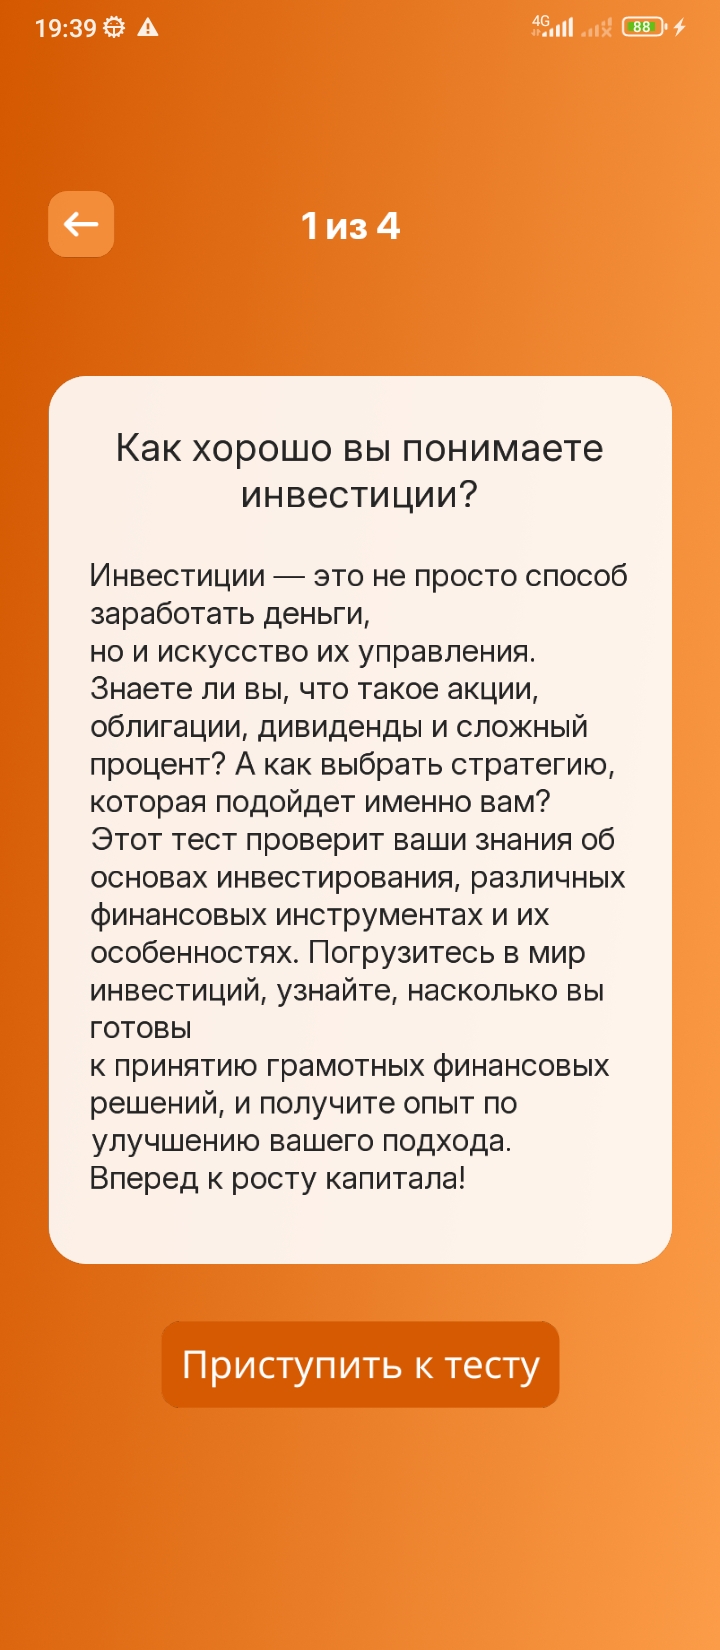 19:39
4G
88
1 из 4
Как хорошо вы понимаете
инвестиции?
Инвестиции — это не просто способ
заработать деньги,
но и искусство их управления.
Знаете ли вы, что такое акции,
облигации, дивиденды и сложный
процент? А как выбрать стратегию,
которая подойдет именно вам?
Этот тест проверит ваши знания об
основах инвестирования, различных
финансовых инструментах и их
особенностях. Погрузитесь в мир
инвестиций, узнайте, насколько вы
готовы
к принятию грамотных финансовых
решений, и получите опыт по
улучшению вашего подхода.
Вперед к росту капитала!
Приступить к тесту